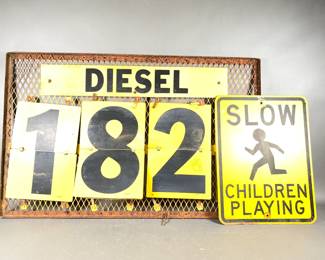 DIESEL
182
SLOW
CHILDREN
PLAYING